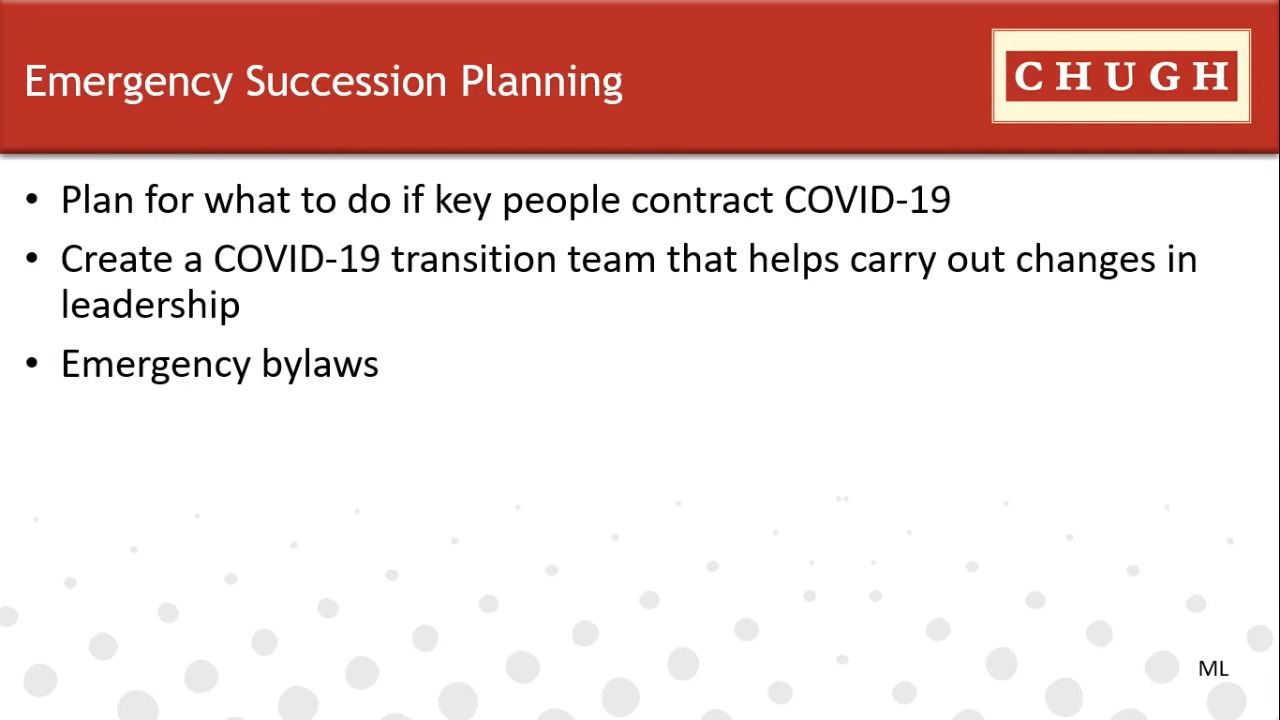 Emergency Succession Planning
CHUGH
• Plan for what to do if key people contract COVID-19
• Create a COVID-19 transition team that helps carry out changes in
leadership
• Emergency bylaws
ML